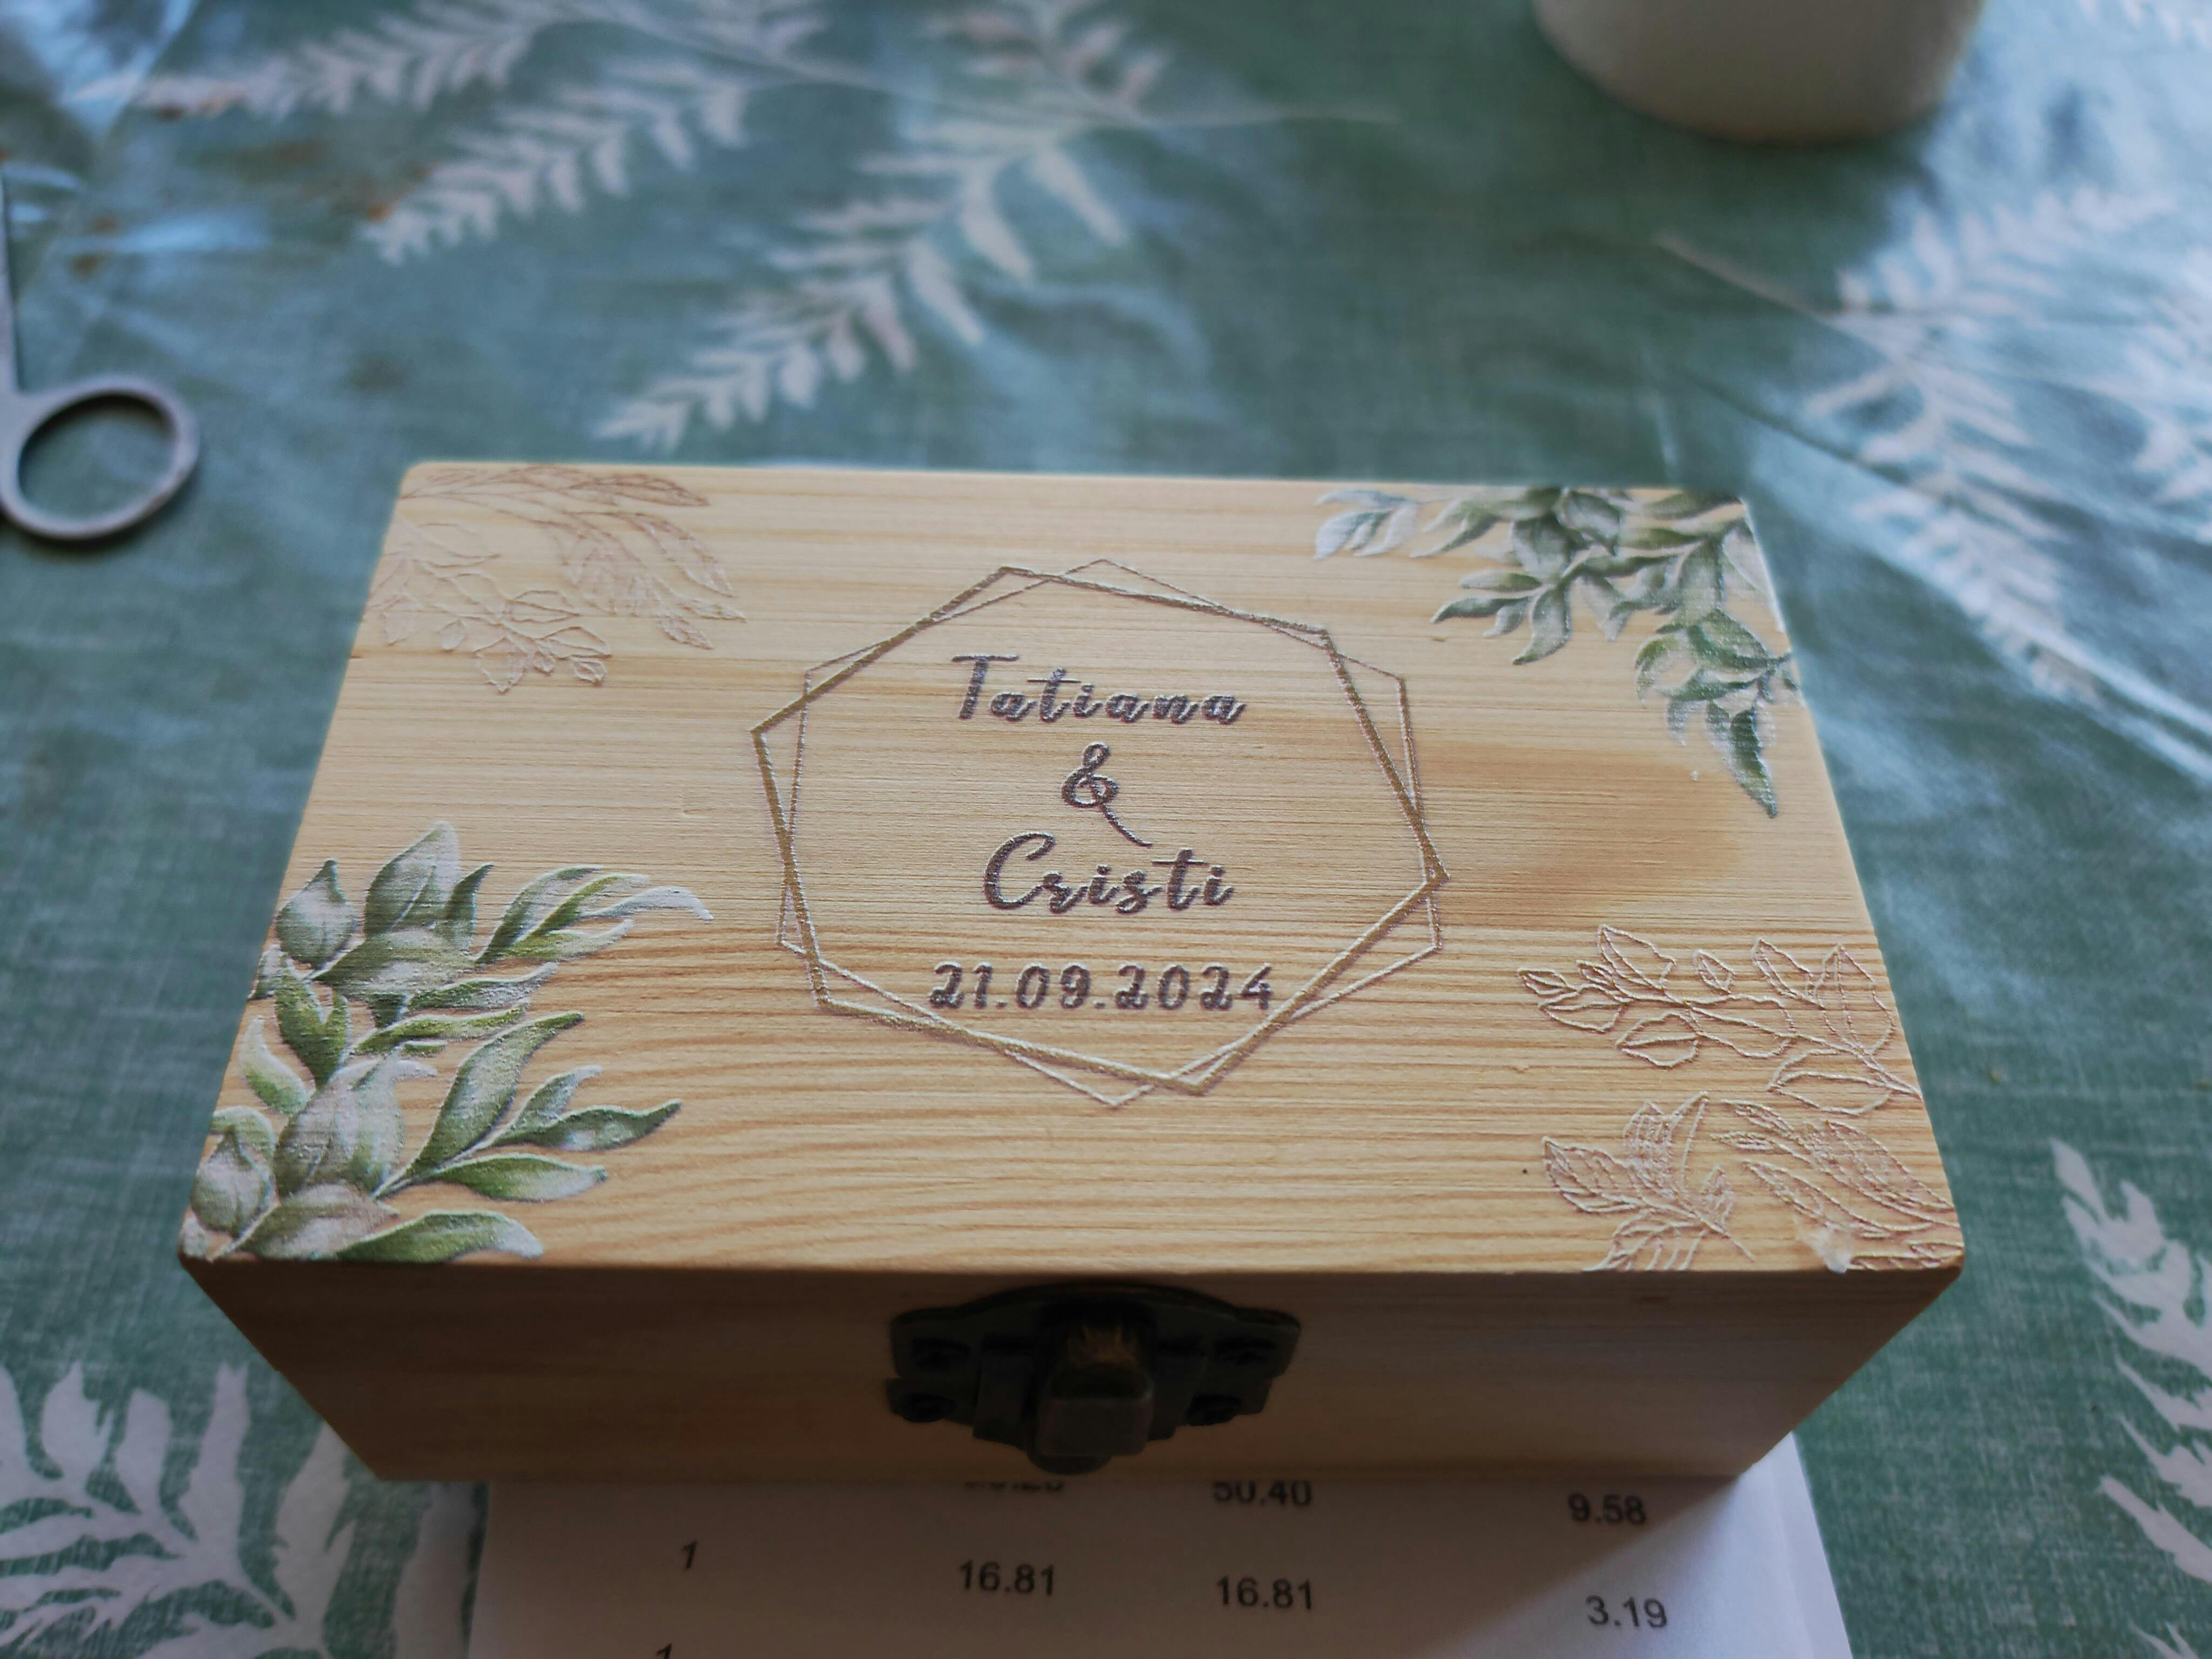 Tatiana
&
Cristi
21.09.2024
50.40 9.58
1 16.81 16.81 3.19